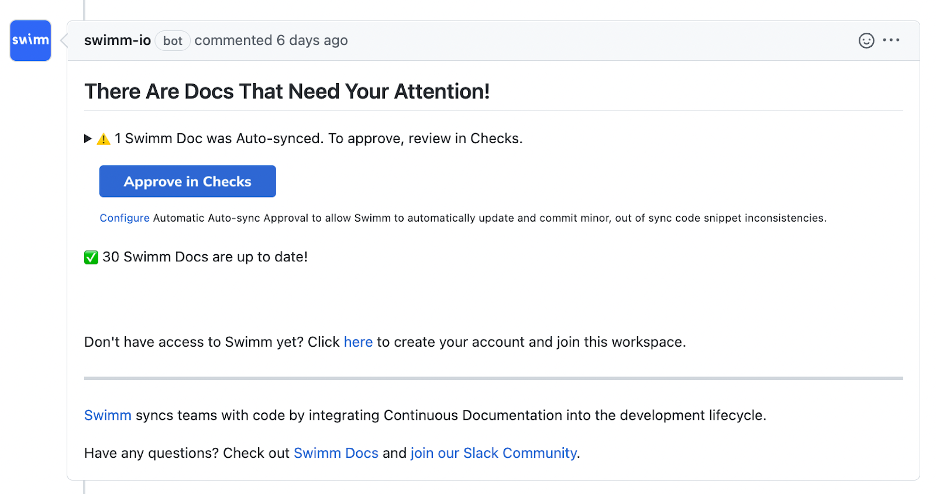 swimm
swimm-io bot commented 6 days ago
There Are Docs That Need Your Attention!
1 Swimm Doc was Auto-synced. To approve, review in Checks.
Approve in Checks
Configure Automatic Auto-sync Approval to allow Swimm to automatically update and commit minor, out of sync code snippet inconsistencies.
30 Swimm Docs are up to date!
Don't have access to Swimm yet? Click here to create your account and join this workspace.
Swimm syncs teams with code by integrating Continuous Documentation into the development lifecycle.
Have any questions? Check out Swimm Docs and join our Slack Community.